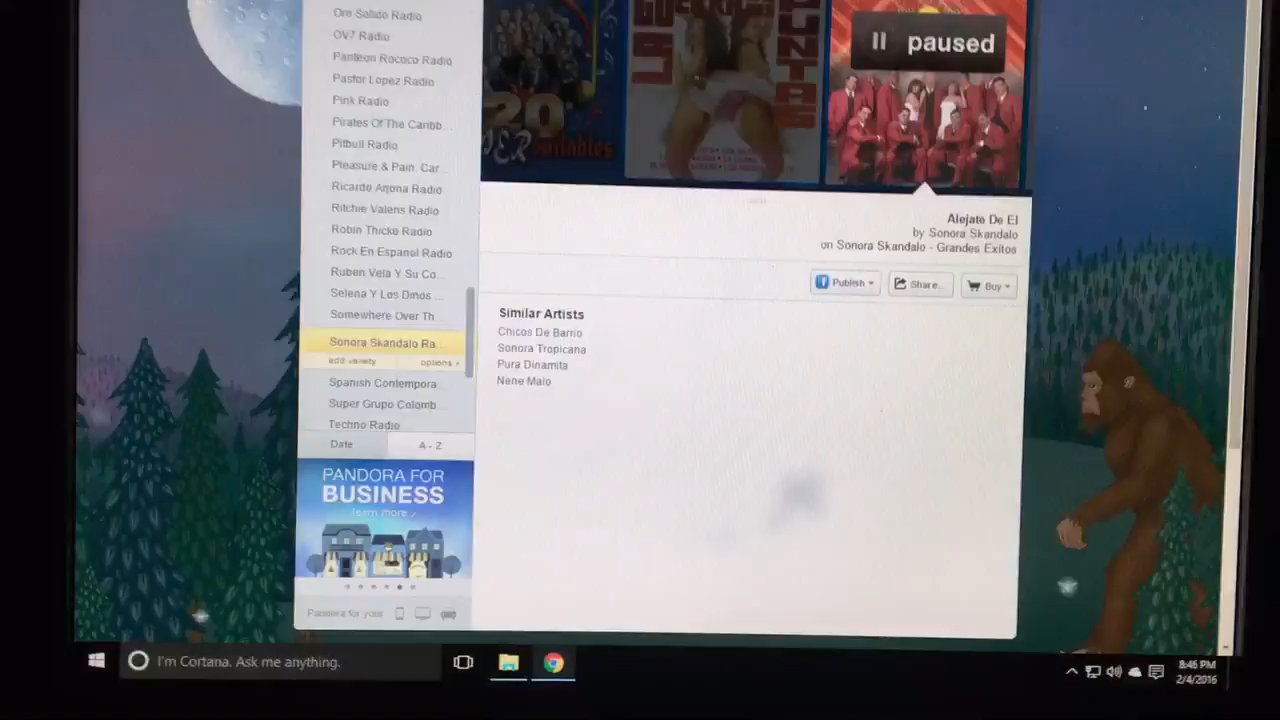 Oro Solido Radio
OV7 Radio
Panteon Rococo Radio
Pastor Lopez Radio
Pink Radio
Pirates Of The Caribb...
Pitbull Radio
Pleasure & Pain: Car...
Ricardo Arjona Radio
Ritchie Valens Radio
Robin Thicke Radio
Rock En Espanol Radio
Ruben Vela Y Su Co...
Selena Y Los Dinos ...
Somewhere Over Th...
Sonora Skandalo Ra...
add variety
options
Spanish Contempora...
Super Grupo Colomb...
Techno Radio
Date
A - Z
PANDORA FOR
BUSINESS
learn more
Pandora for your
20
PUNTAS
paused
Alejate De El
by Sonora Skandalo
on Sonora Skandalo - Grandes Exitos
Publish
Share...
Buy
Similar Artists
Chicos De Barrio
Sonora Tropicana
Pura Dinamita
Nene Malo
I'm Cortana. Ask me anything.
8:46 PM
2/4/2016